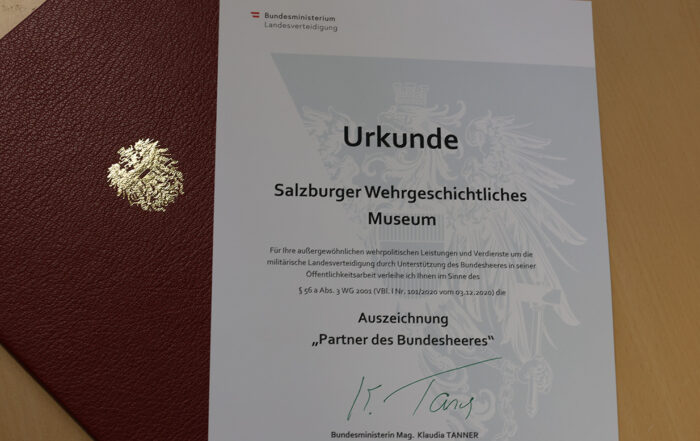 Bundesministerium
Landesverteidigung
Urkunde
Salzburger Wehrgeschichtliches
Museum
Für Ihre außergewöhnlichen wehrpolitischen Leistungen und Verdienste um die
militärische Landesverteidigung durch Unterstützung des Bundesheeres in seiner
Öffentlichkeitsarbeit verleihe ich Ihnen im Sinne des
§ 56 a Abs. 3 WG 2001 (VBl. I Nr. 101/2020 vom 03.12.2020) die
Auszeichnung
„Partner des Bundesheeres“
K. Tanner
Bundesministerin Mag. Klaudia TANNER